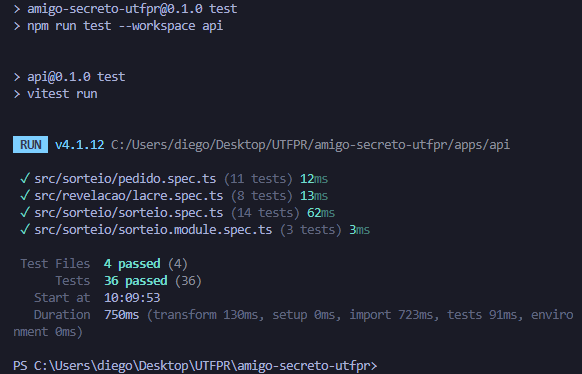 > amigo-secreto-utfpr@0.1.0 test
> npm run test --workspace api
> api@0.1.0 test
> vitest run
RUN v4.1.12 C:/Users/diego/Desktop/UTFPR/amigo-secreto-utfpr/apps/api
✓ src/sorteio/pedido.spec.ts (11 tests) 12ms
✓ src/revelacao/lacre.spec.ts (8 tests) 13ms
✓ src/sorteio/sorteio.spec.ts (14 tests) 62ms
✓ src/sorteio/sorteio.module.spec.ts (3 tests) 3ms
Test Files 4 passed (4)
Tests 36 passed (36)
Start at 10:09:53
Duration 750ms (transform 130ms, setup 0ms, import 723ms, tests 91ms, enviro
nment 0ms)
PS C:\Users\diego\Desktop\UTFPR\amigo-secreto-utfpr>